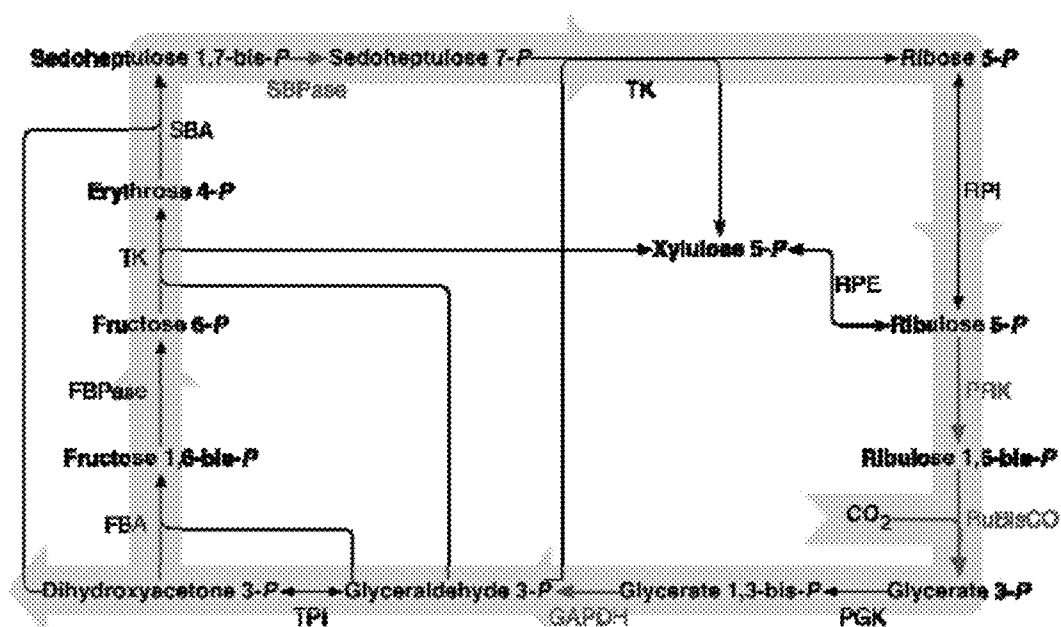 Sedoheptulose 1,7-bis-P Sedoheptulose 7-P Ribose 5-P
SBPase TK
SBA
Erythrose 4-P RPI
TK Xylulose 5-P
RPE
Fructose 6-P Ribulose 5-P
FBPase PRK
Fructose 1,6-bis-P Ribulose 1,5-bis-P
FBA CO2 RubisCO
Dihydroxyacetone 3-P Glyceraldehyde 3-P Glycerate 1,3-bis-P Glycerate 3-P
TPI GAPDH PGK